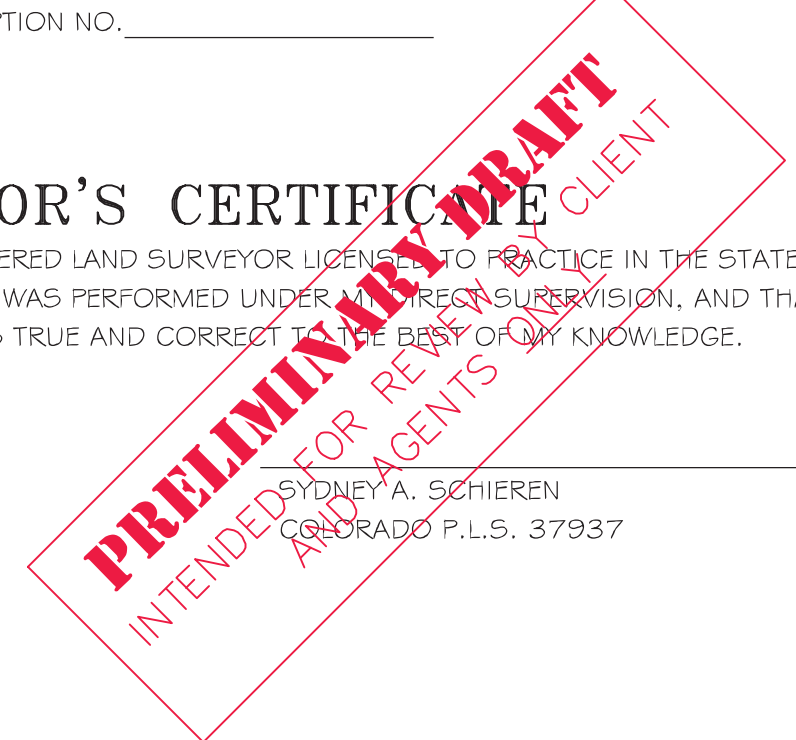 PTION NO.
OR'S CERTIFICATE
ERED LAND SURVEYOR LICENSED TO PRACTICE IN THE STATE
WAS PERFORMED UNDER MY DIRECT SUPERVISION, AND THA
S TRUE AND CORRECT TO THE BEST OF MY KNOWLEDGE.
SYDNEY A. SCHIEREN
COLORADO P.L.S. 37937
PRELIMINARY DRAFT
INTENDED FOR REVIEW BY CLIENT
AND AGENTS ONLY